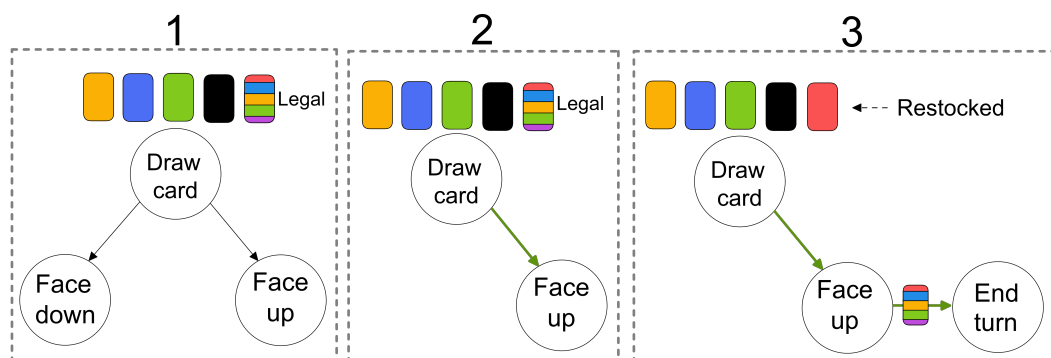 1
Legal
Draw
card
Face
down
Face
up
2
Legal
Draw
card
Face
up
3
Restocked
Draw
card
Face
up
End
turn